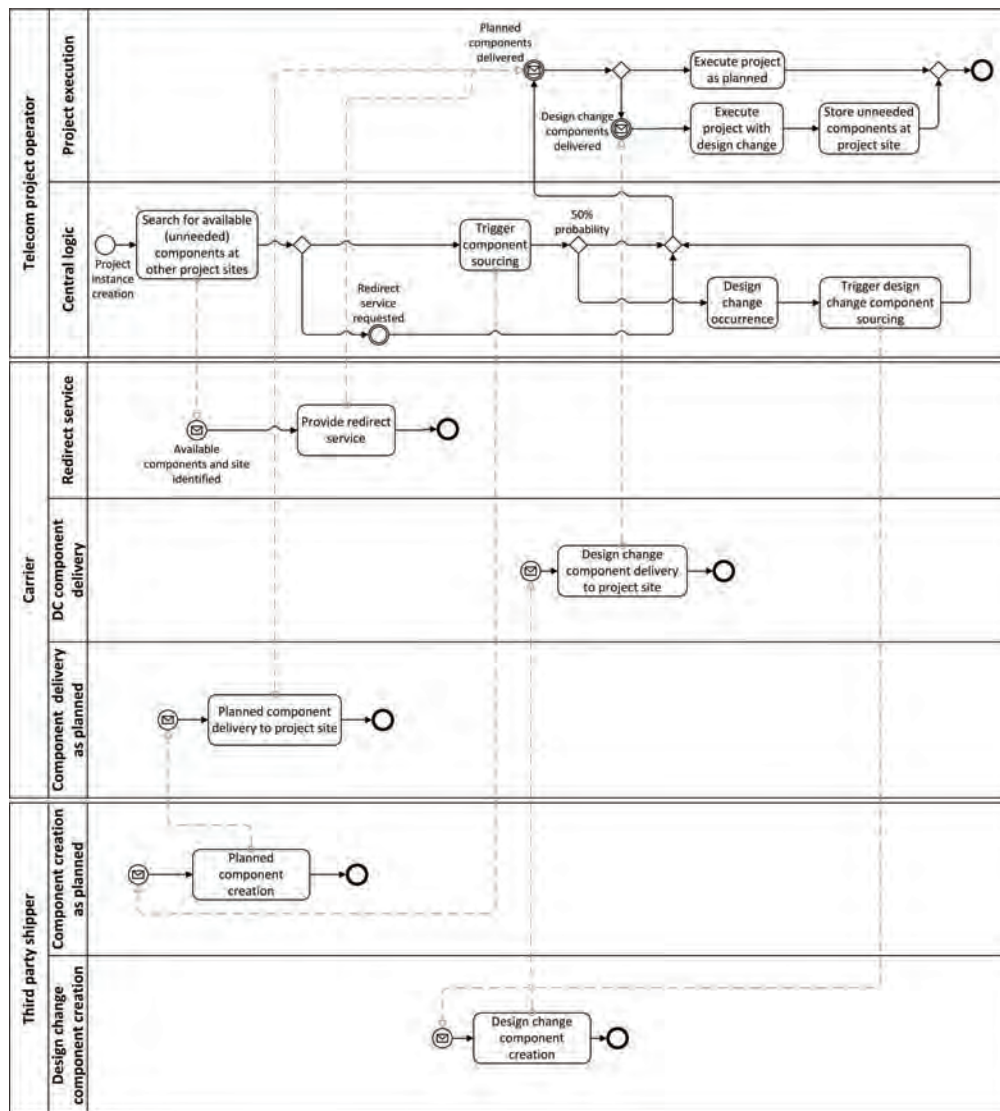 Telecom project operator
Project execution
Planned
components
delivered
Execute project
as planned
Design change
components
delivered
Execute
project with
design change
Store unneeded
components at
project site
Central logic
Project
instance
creation
Search for available
(unneeded)
components at
other project sites
Redirect
service
requested
Trigger
component
sourcing
50%
probability
Design
change
occurrence
Trigger design
change component
sourcing
Carrier
Redirect service
Available
components and site
identified
Provide redirect
service
DC component
delivery
Design change
component delivery
to project site
Component delivery
as planned
Planned component
delivery to project site
Third party shipper
Component creation
as planned
Planned
component
creation
Design change
component creation
Design change
component
creation